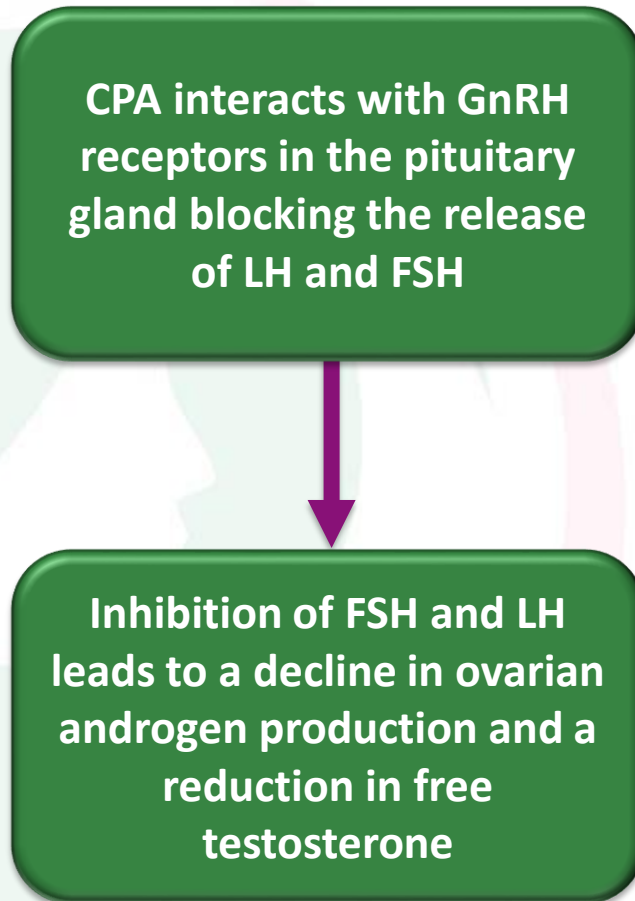 CPA interacts with GnRH
receptors in the pituitary
gland blocking the release
of LH and FSH
Inhibition of FSH and LH
leads to a decline in ovarian
androgen production and a
reduction in free
testosterone